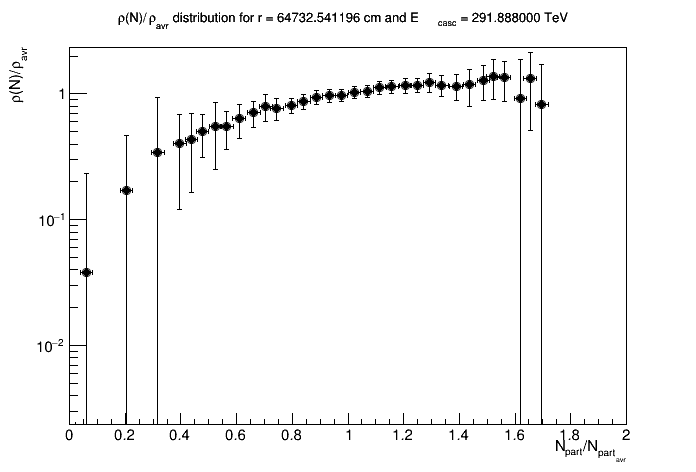 ρ(N)/ρavr distribution for r = 64732.541196 cm and E casc = 291.888000 TeV
ρ(N)/ρavr
1
10−1
10−2
0 0.2 0.4 0.6 0.8 1 1.2 1.4 1.6 1.8 2
Npart/Npartavr